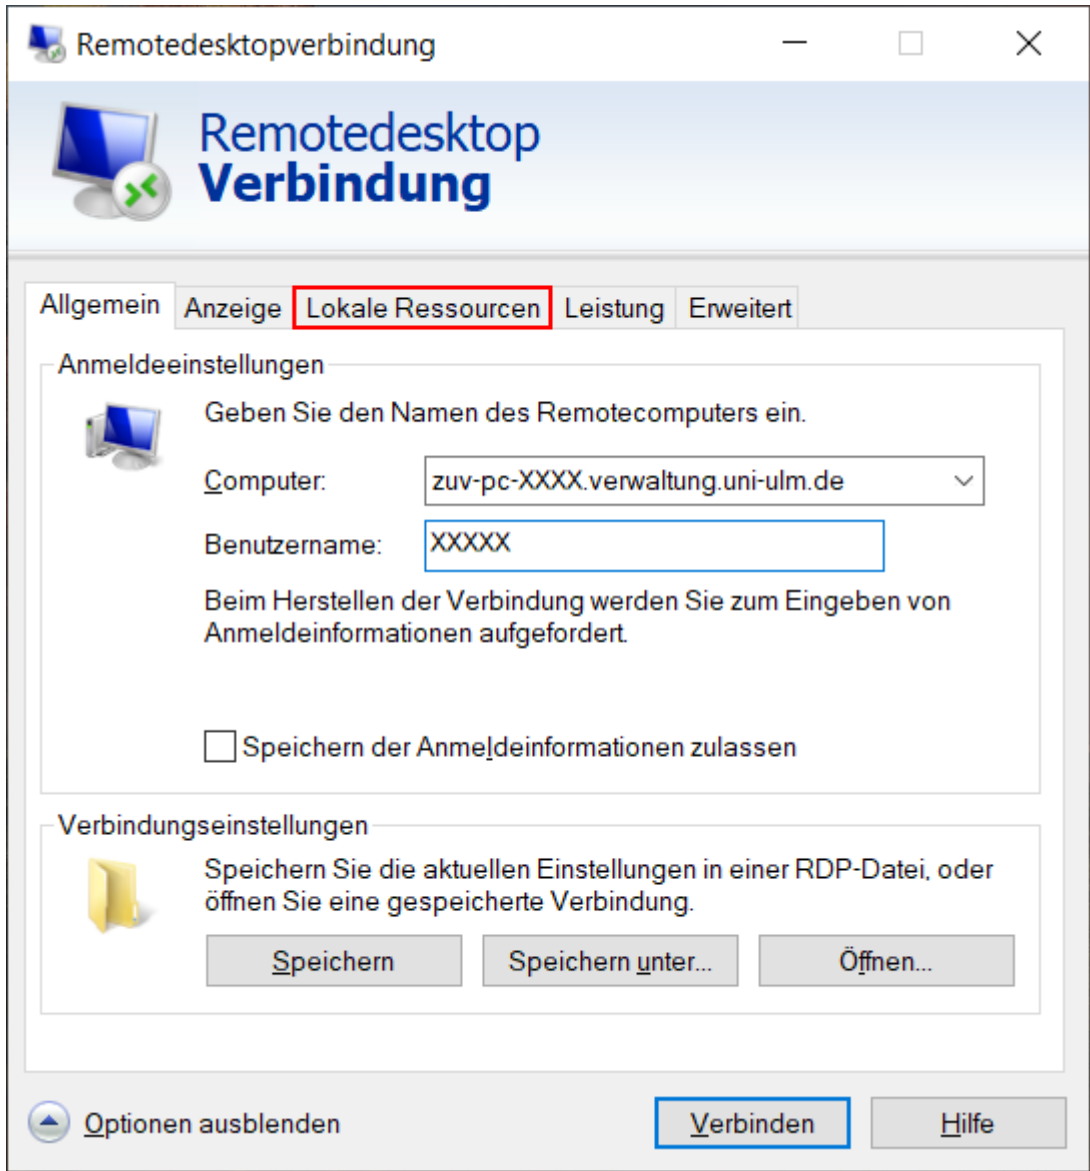 Remotedesktopverbindung
Remotedesktop
Verbindung
Allgemein Anzeige Lokale Ressourcen Leistung Erweitert
Anmeldeeinstellungen
Geben Sie den Namen des Remotecomputers ein.
Computer: zuv-pc-XXXX.verwaltung.uni-ulm.de
Benutzername: XXXXX
Beim Herstellen der Verbindung werden Sie zum Eingeben von
Anmeldeinformationen aufgefordert.
Speichern der Anmeldeinformationen zulassen
Verbindungseinstellungen
Speichern Sie die aktuellen Einstellungen in einer RDP-Datei, oder
öffnen Sie eine gespeicherte Verbindung.
Speichern Speichern unter... Öffnen...
Optionen ausblenden Verbinden Hilfe